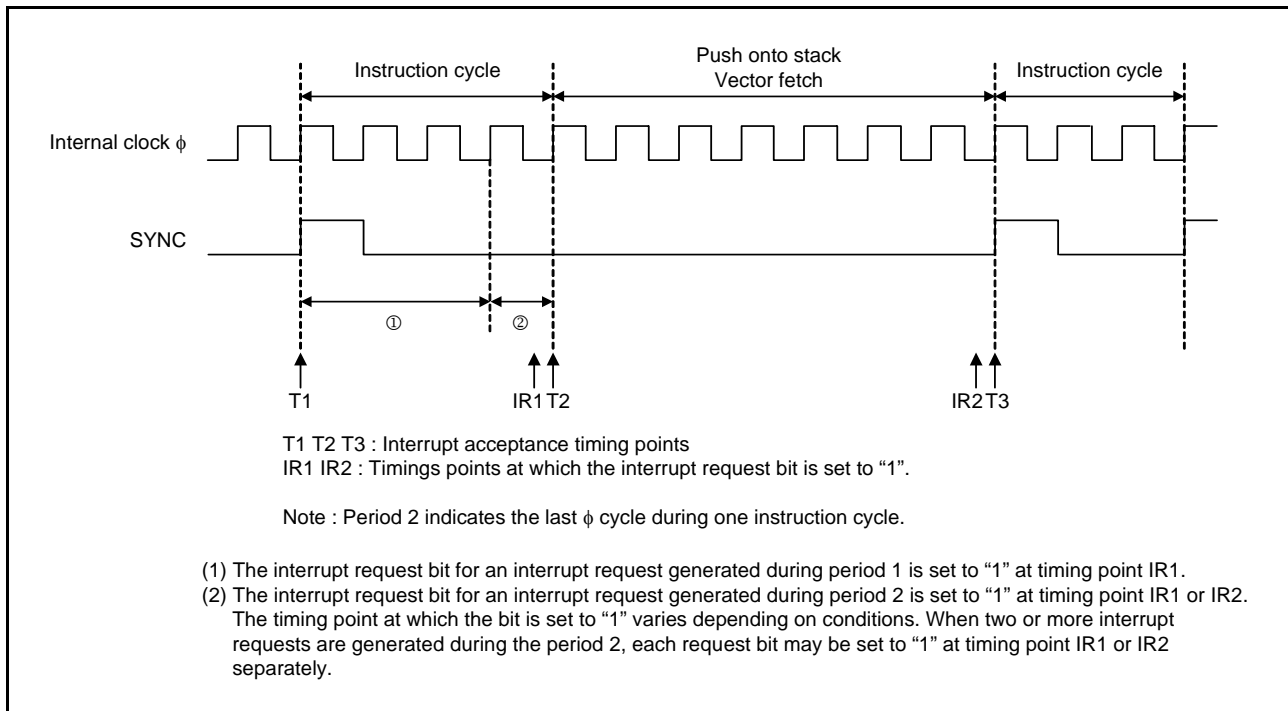 Instruction cycle
Push onto stack
Vector fetch
Instruction cycle
Internal clock ϕ
SYNC
①
②
T1
IR1 T2
IR2 T3
T1 T2 T3 : Interrupt acceptance timing points
IR1 IR2 : Timings points at which the interrupt request bit is set to “1”.
Note : Period 2 indicates the last ϕ cycle during one instruction cycle.
(1) The interrupt request bit for an interrupt request generated during period 1 is set to “1” at timing point IR1.
(2) The interrupt request bit for an interrupt request generated during period 2 is set to “1” at timing point IR1 or IR2.
The timing point at which the bit is set to “1” varies depending on conditions. When two or more interrupt
requests are generated during the period 2, each request bit may be set to “1” at timing point IR1 or IR2
separately.